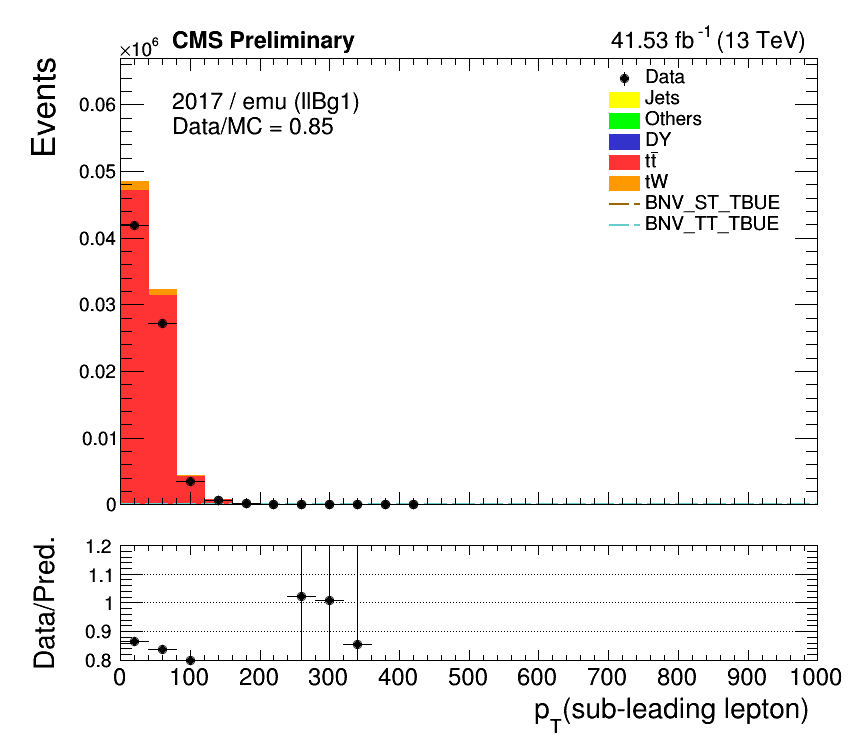 ×10⁶ CMS Preliminary 41.53 fb⁻¹ (13 TeV)
Events
2017 / emu (llBg1)
Data/MC = 0.85
Data
Jets
Others
DY
tt̄
tW
BNV_ST_TBUE
BNV_TT_TBUE
0.06
0.05
0.04
0.03
0.02
0.01
0
Data/Pred.
1.2
1.1
1
0.9
0.8
0 100 200 300 400 500 600 700 800 900 1000
p_T(sub-leading lepton)